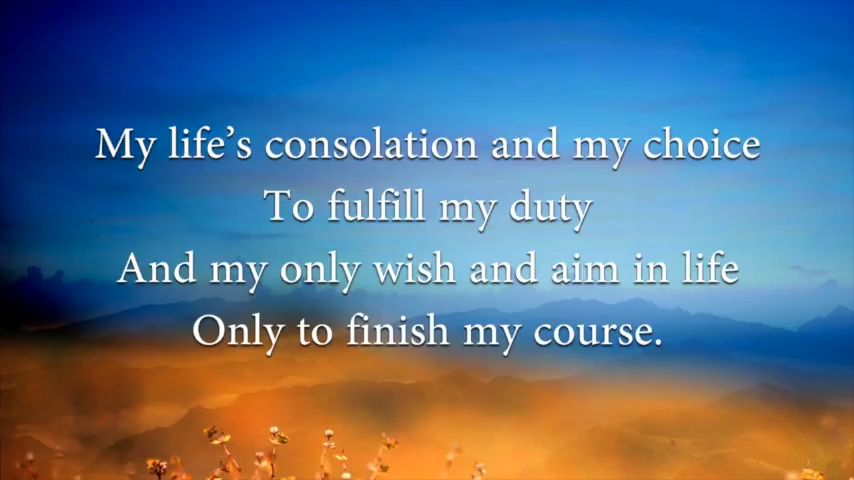 My life’s consolation and my choice
To fulfill my duty
And my only wish and aim in life
Only to finish my course.